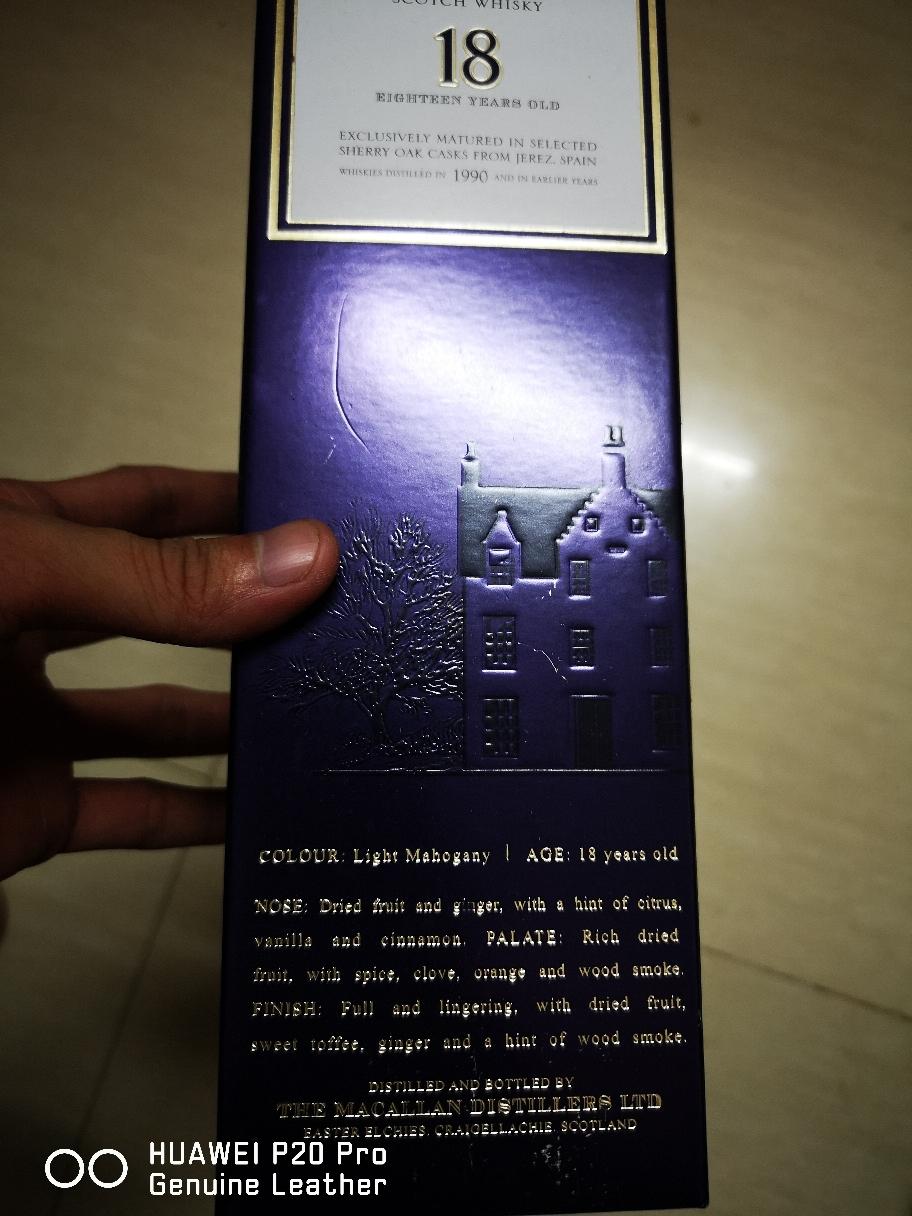 SCOTCH WHISKY
18
EIGHTEEN YEARS OLD
EXCLUSIVELY MATURED IN SELECTED
SHERRY OAK CASKS FROM JEREZ, SPAIN
WHISKIES DISTILLED IN 1990 AND IN EARLIER YEARS
COLOUR: Light Mahogany | AGE: 18 years old
NOSE: Dried fruit and ginger, with a hint of citrus,
vanilla and cinnamon. PALATE: Rich dried
fruit, with spice, clove, orange and wood smoke.
FINISH: Full and lingering, with dried fruit,
sweet toffee, ginger and a hint of wood smoke.
DISTILLED AND BOTTLED BY
THE MACALLAN DISTILLERS LTD
EASTER ELCHIES, CRAIGELLACHIE, SCOTLAND
HUAWEI P20 Pro
Genuine Leather